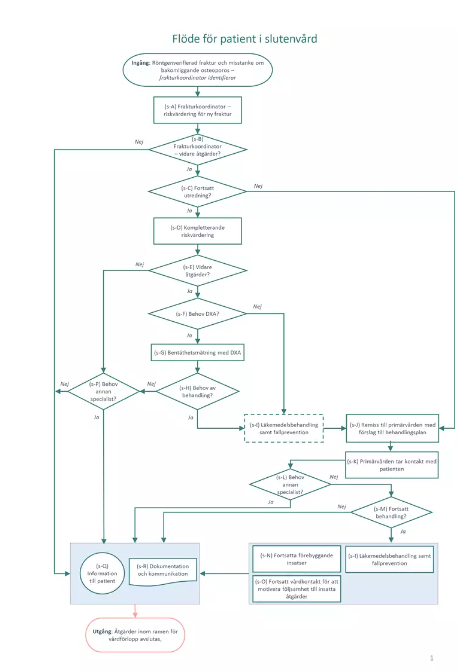 Flöde för patient i slutenvård
Ingång: Röntgenverifierad fraktur och misstanke om
bakomliggande osteoporos –
frakturkoordinator identifierar
(s-A) Frakturkoordinator –
riskvärdering för ny fraktur
Nej
(s-B)
Frakturkoordinator
– vidare åtgärder?
Ja
(s-C) Fortsatt
utredning?
Nej
Ja
(s-D) Kompletterande
riskvärdering
Nej
(s-E) Vidare
åtgärder?
Ja
(s-F) Behov DXA?
Nej
Ja
(s-G) Bentäthetsmätning med DXA
Nej
(s-P) Behov
annan
specialist?
Nej
(s-H) Behov av
behandling?
Ja
Ja
(s-I) Läkemedelsbehandling
samt fallprevention
(s-J) Remiss till primärvården med
förslag till behandlingsplan
(s-K) Primärvården tar kontakt med
patienten
(s-L) Behov
annan
specialist?
Nej
Ja
Nej
(s-M) Fortsatt
behandling?
Ja
(s-Q)
Information
till patient
(s-R) Dokumentation
och kommunikation
(s-N) Fortsatta förebyggande
insatser
(s-I) Läkemedelsbehandling samt
fallprevention
(s-O) Fortsatt vårdkontakt för att
motivera följsamhet till insatta
åtgärder
Utgång: Åtgärder inom ramen för
vårdförlopp avslutas.
1